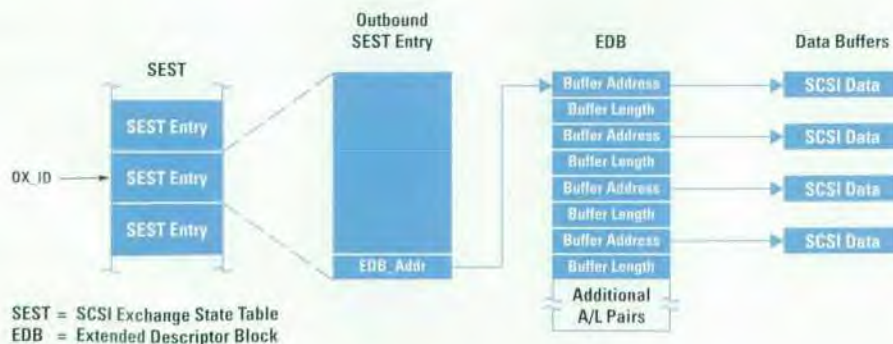 SEST
Outbound
SEST Entry
EDB
Data Buffers
SEST Entry
SEST Entry
SEST Entry
OX_ID
EDB_Addr
Buffer Address
Buffer Length
Buffer Address
Buffer Length
Buffer Address
Buffer Length
Buffer Address
Buffer Length
Additional
A/L Pairs
SCSI Data
SCSI Data
SCSI Data
SCSI Data
SEST = SCSI Exchange State Table
EDB = Extended Descriptor Block